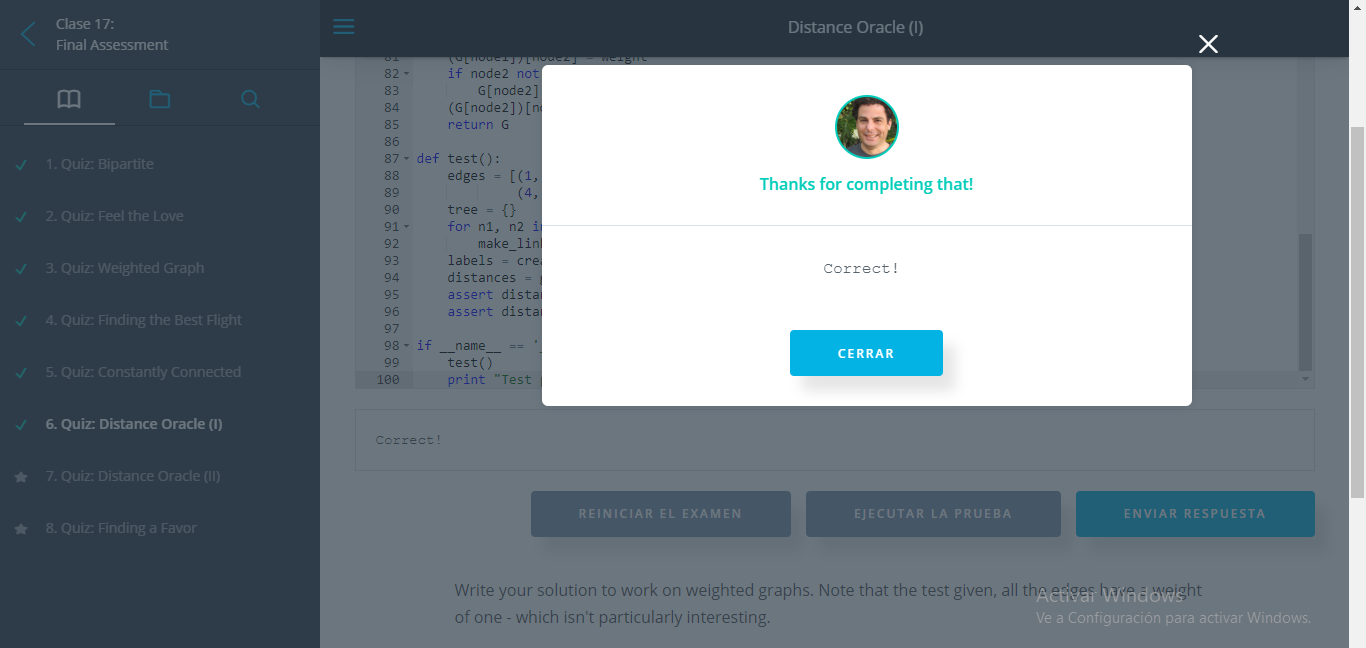 Clase 17:
Final Assessment
1. Quiz: Bipartite
2. Quiz: Feel the Love
3. Quiz: Weighted Graph
4. Quiz: Finding the Best Flight
5. Quiz: Constantly Connected
6. Quiz: Distance Oracle (I)
7. Quiz: Distance Oracle (II)
8. Quiz: Finding a Favor
Distance Oracle (I)
81 (G[node1])[node2] = weight
82 if node2 not
83 G[node2]
84 (G[node2])[no
85 return G
86
87 def test():
88 edges = [(1,
89 (4,
90 tree = {}
91 for n1, n2 in
92 make_lin
93 labels = crea
94 distances =
95 assert distan
96 assert distan
97
98 if __name__ == '_
99 test()
100 print "Test
Thanks for completing that!
Correct!
CERRAR
Correct!
REINICIAR EL EXAMEN
EJECUTAR LA PRUEBA
ENVIAR RESPUESTA
Write your solution to work on weighted graphs. Note that the test given, all the edges have a weight
of one - which isn't particularly interesting.
Activar Windows
Ve a Configuración para activar Windows.